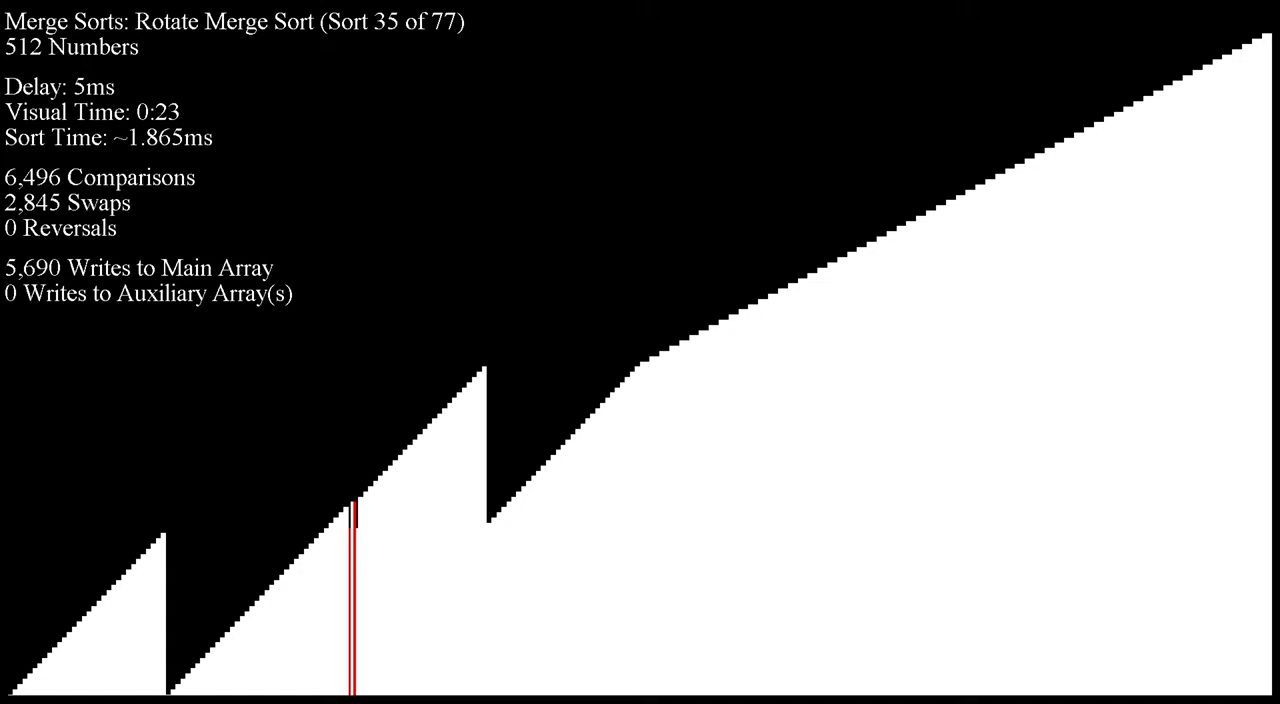 Merge Sorts: Rotate Merge Sort (Sort 35 of 77)
512 Numbers
Delay: 5ms
Visual Time: 0:23
Sort Time: ~1.865ms
6,496 Comparisons
2,845 Swaps
0 Reversals
5,690 Writes to Main Array
0 Writes to Auxiliary Array(s)